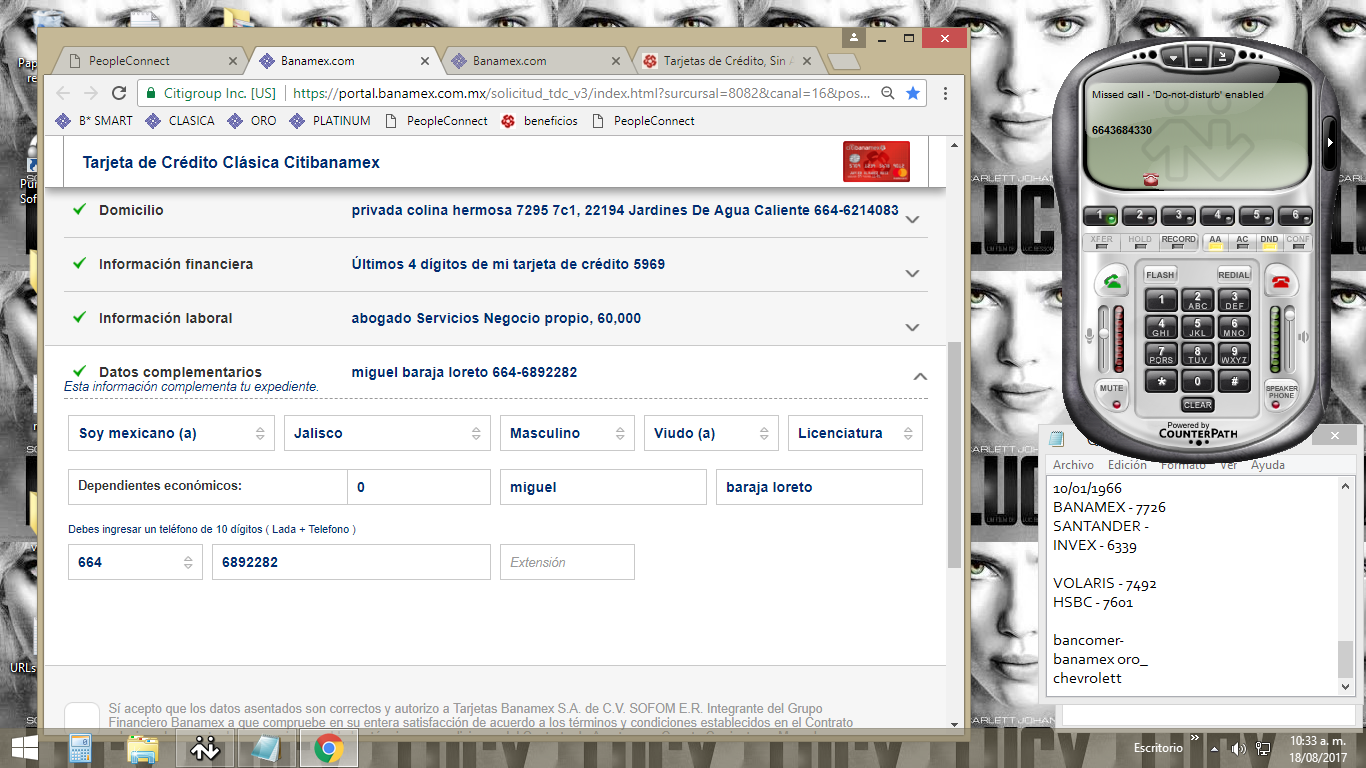 PeopleConnect
Banamex.com
Banamex.com
Tarjetas de Crédito, Sin
Citigroup Inc. [US]
https://portal.banamex.com.mx/solicitud_tdc_v3/index.html?surcursal=8082&canal=16&pos...
B* SMART
CLASICA
ORO
PLATINUM
PeopleConnect
beneficios
PeopleConnect
Tarjeta de Crédito Clásica Citibanamex
Domicilio
privada colina hermosa 7295 7c1, 22194 Jardines De Agua Caliente 664-6214083
Información financiera
Últimos 4 dígitos de mi tarjeta de crédito 5969
Información laboral
abogado Servicios Negocio propio, 60,000
Datos complementarios
miguel baraja loreto 664-6892282
Esta información complementa tu expediente.
Soy mexicano (a)
Jalisco
Masculino
Viudo (a)
Licenciatura
Dependientes económicos:
0
miguel
baraja loreto
Debes ingresar un teléfono de 10 dígitos ( Lada + Telefono )
664
6892282
Extensión
Sí acepto que los datos asentados son correctos y autorizo a Tarjetas Banamex S.A. de C.V. SOFOM E.R. Integrante del Grupo
Financiero Banamex a que compruebe en su entera satisfacción de acuerdo a los términos y condiciones establecidos en el Contrato
Missed call - 'Do-not-disturb' enabled
6643684330
1
2
3
4
5
6
XFER
HOLD
RECORD
AA
AC
DND
CONF
FLASH
REDIAL
1
2 ABC
3 DEF
4 GHI
5 JKL
6 MNO
7 PQRS
8 TUV
9 WXYZ
*
0
#
MUTE
CLEAR
SPEAKER
PHONE
Powered by
COUNTERPATH
Archivo
Edición
Formato
Ver
Ayuda
10/01/1966
BANAMEX - 7726
SANTANDER -
INVEX - 6339
VOLARIS - 7492
HSBC - 7601
bancomer-
banamex oro_
chevrolett
URLs
LUCY
Escritorio
10:33 a. m.
18/08/2017